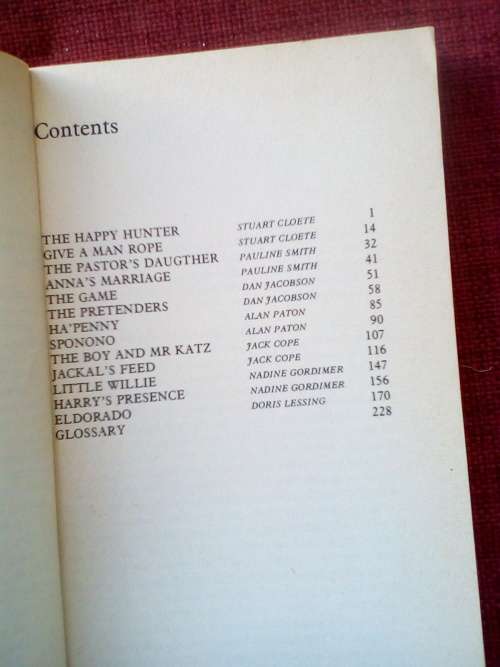 Contents
THE HAPPY HUNTER STUART CLOETE 1
GIVE A MAN ROPE STUART CLOETE 14
THE PASTOR'S DAUGTHER PAULINE SMITH 32
ANNA'S MARRIAGE PAULINE SMITH 41
THE GAME DAN JACOBSON 51
THE PRETENDERS DAN JACOBSON 58
HA'PENNY ALAN PATON 85
SPONONO ALAN PATON 90
THE BOY AND MR KATZ JACK COPE 107
JACKAL'S FEED JACK COPE 116
LITTLE WILLIE NADINE GORDIMER 147
HARRY'S PRESENCE NADINE GORDIMER 156
ELDORADO DORIS LESSING 170
GLOSSARY 228